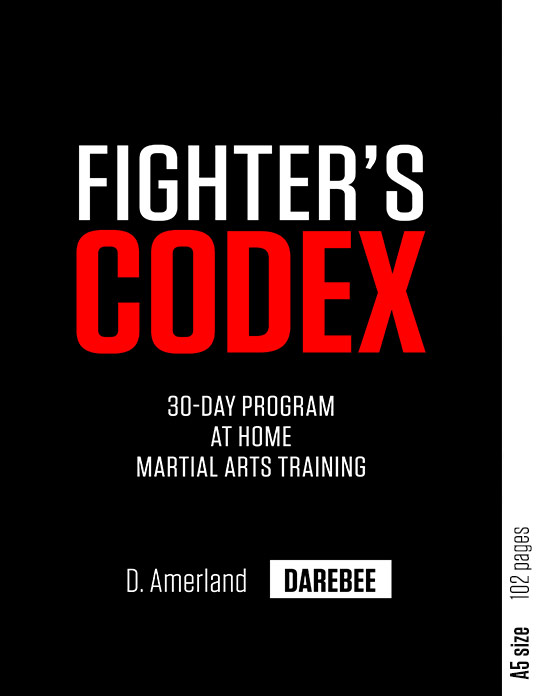 FIGHTER’S
CODEX
30-DAY PROGRAM
AT HOME
MARTIAL ARTS TRAINING
D. Amerland DAREBEE
A5 size 102 pages